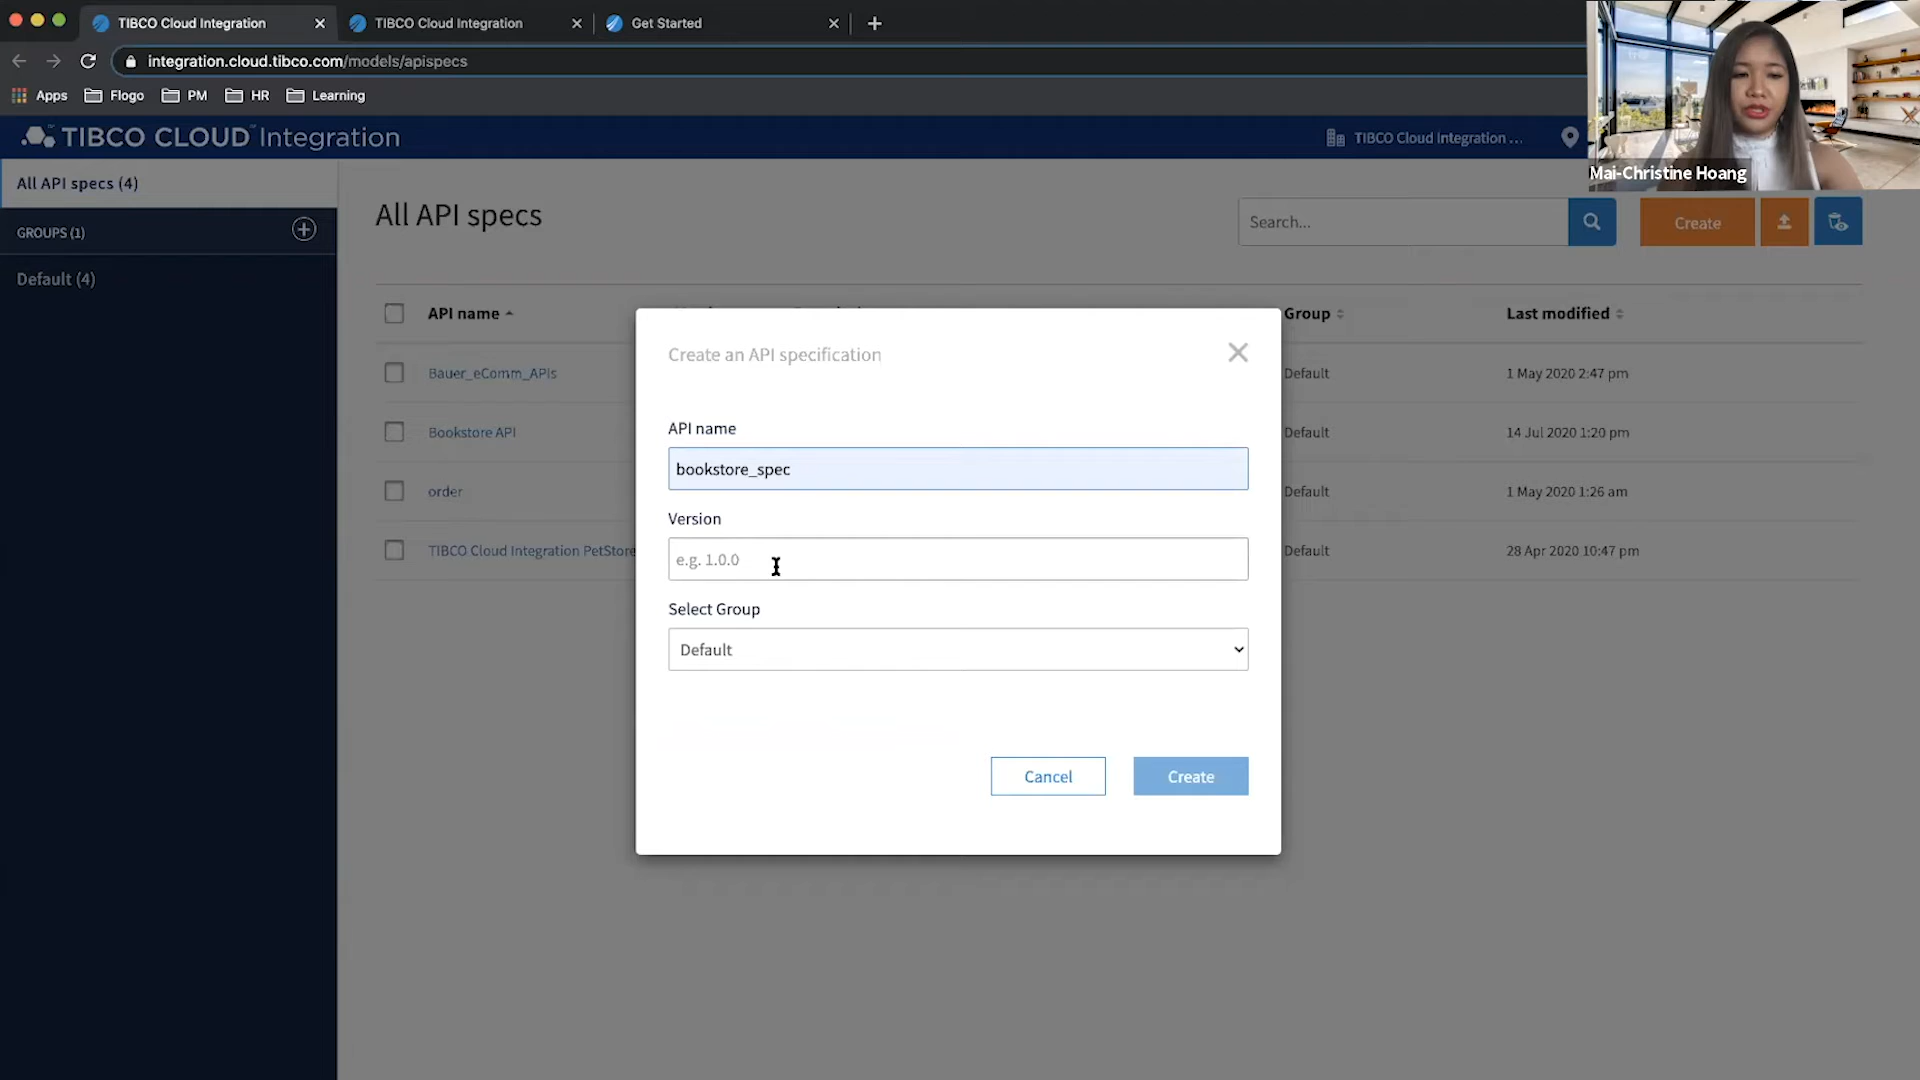 TIBCO Cloud Integration
TIBCO Cloud Integration
Get Started
integration.cloud.tibco.com/models/apispecs
Apps Flogo PM HR Learning
TIBCO CLOUD™ Integration
TIBCO Cloud Integration ...
Mai-Christine Hoang
All API specs (4)
GROUPS (1)
Default (4)
All API specs
Search...
Create
API name Group Last modified
Bauer_eComm_APIs Default 1 May 2020 2:47 pm
Bookstore API Default 14 Jul 2020 1:20 pm
order Default 1 May 2020 1:26 am
TIBCO Cloud Integration PetStore Default 28 Apr 2020 10:47 pm
Create an API specification
API name
bookstore_spec
Version
e.g. 1.0.0
Select Group
Default
Cancel Create